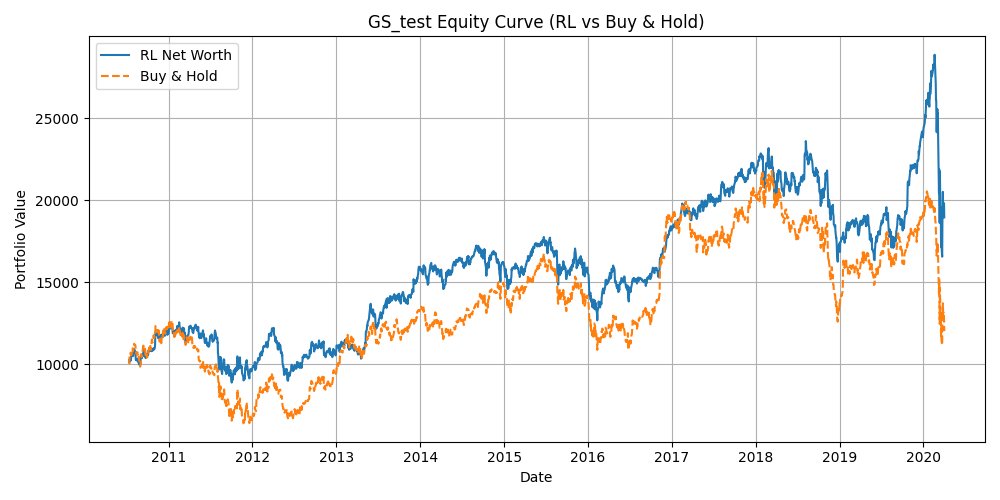 GS_test Equity Curve (RL vs Buy & Hold)
RL Net Worth
Buy & Hold
Portfolio Value
25000
20000
15000
10000
2011 2012 2013 2014 2015 2016 2017 2018 2019 2020
Date